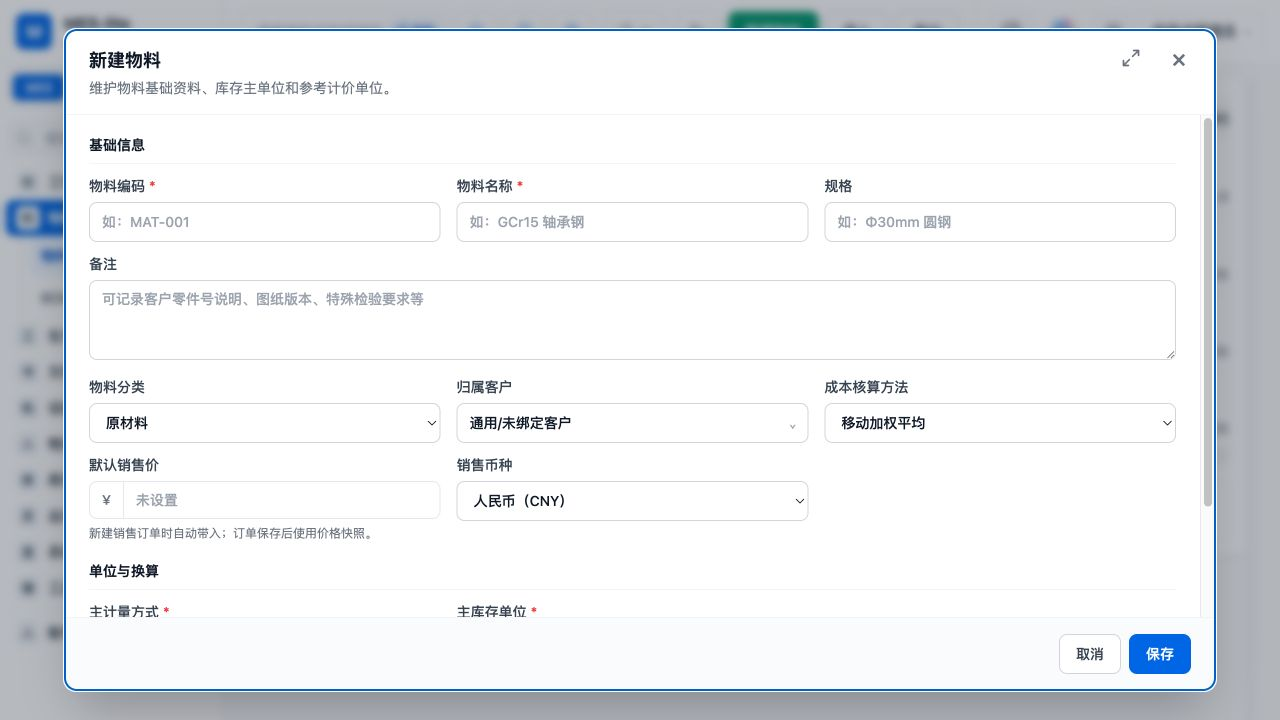 新建物料
维护物料基础资料、库存主单位和参考计价单位。
基础信息
物料编码 *
物料名称 *
规格
如：MAT-001
如：GCr15 轴承钢
如：Φ30mm 圆钢
备注
可记录客户零件号说明、图纸版本、特殊检验要求等
物料分类
归属客户
成本核算方法
原材料
通用/未绑定客户
移动加权平均
默认销售价
销售币种
¥ 未设置
人民币（CNY）
新建销售订单时自动带入；订单保存后使用价格快照。
单位与换算
主计量方式 *
主库存单位 *
取消
保存